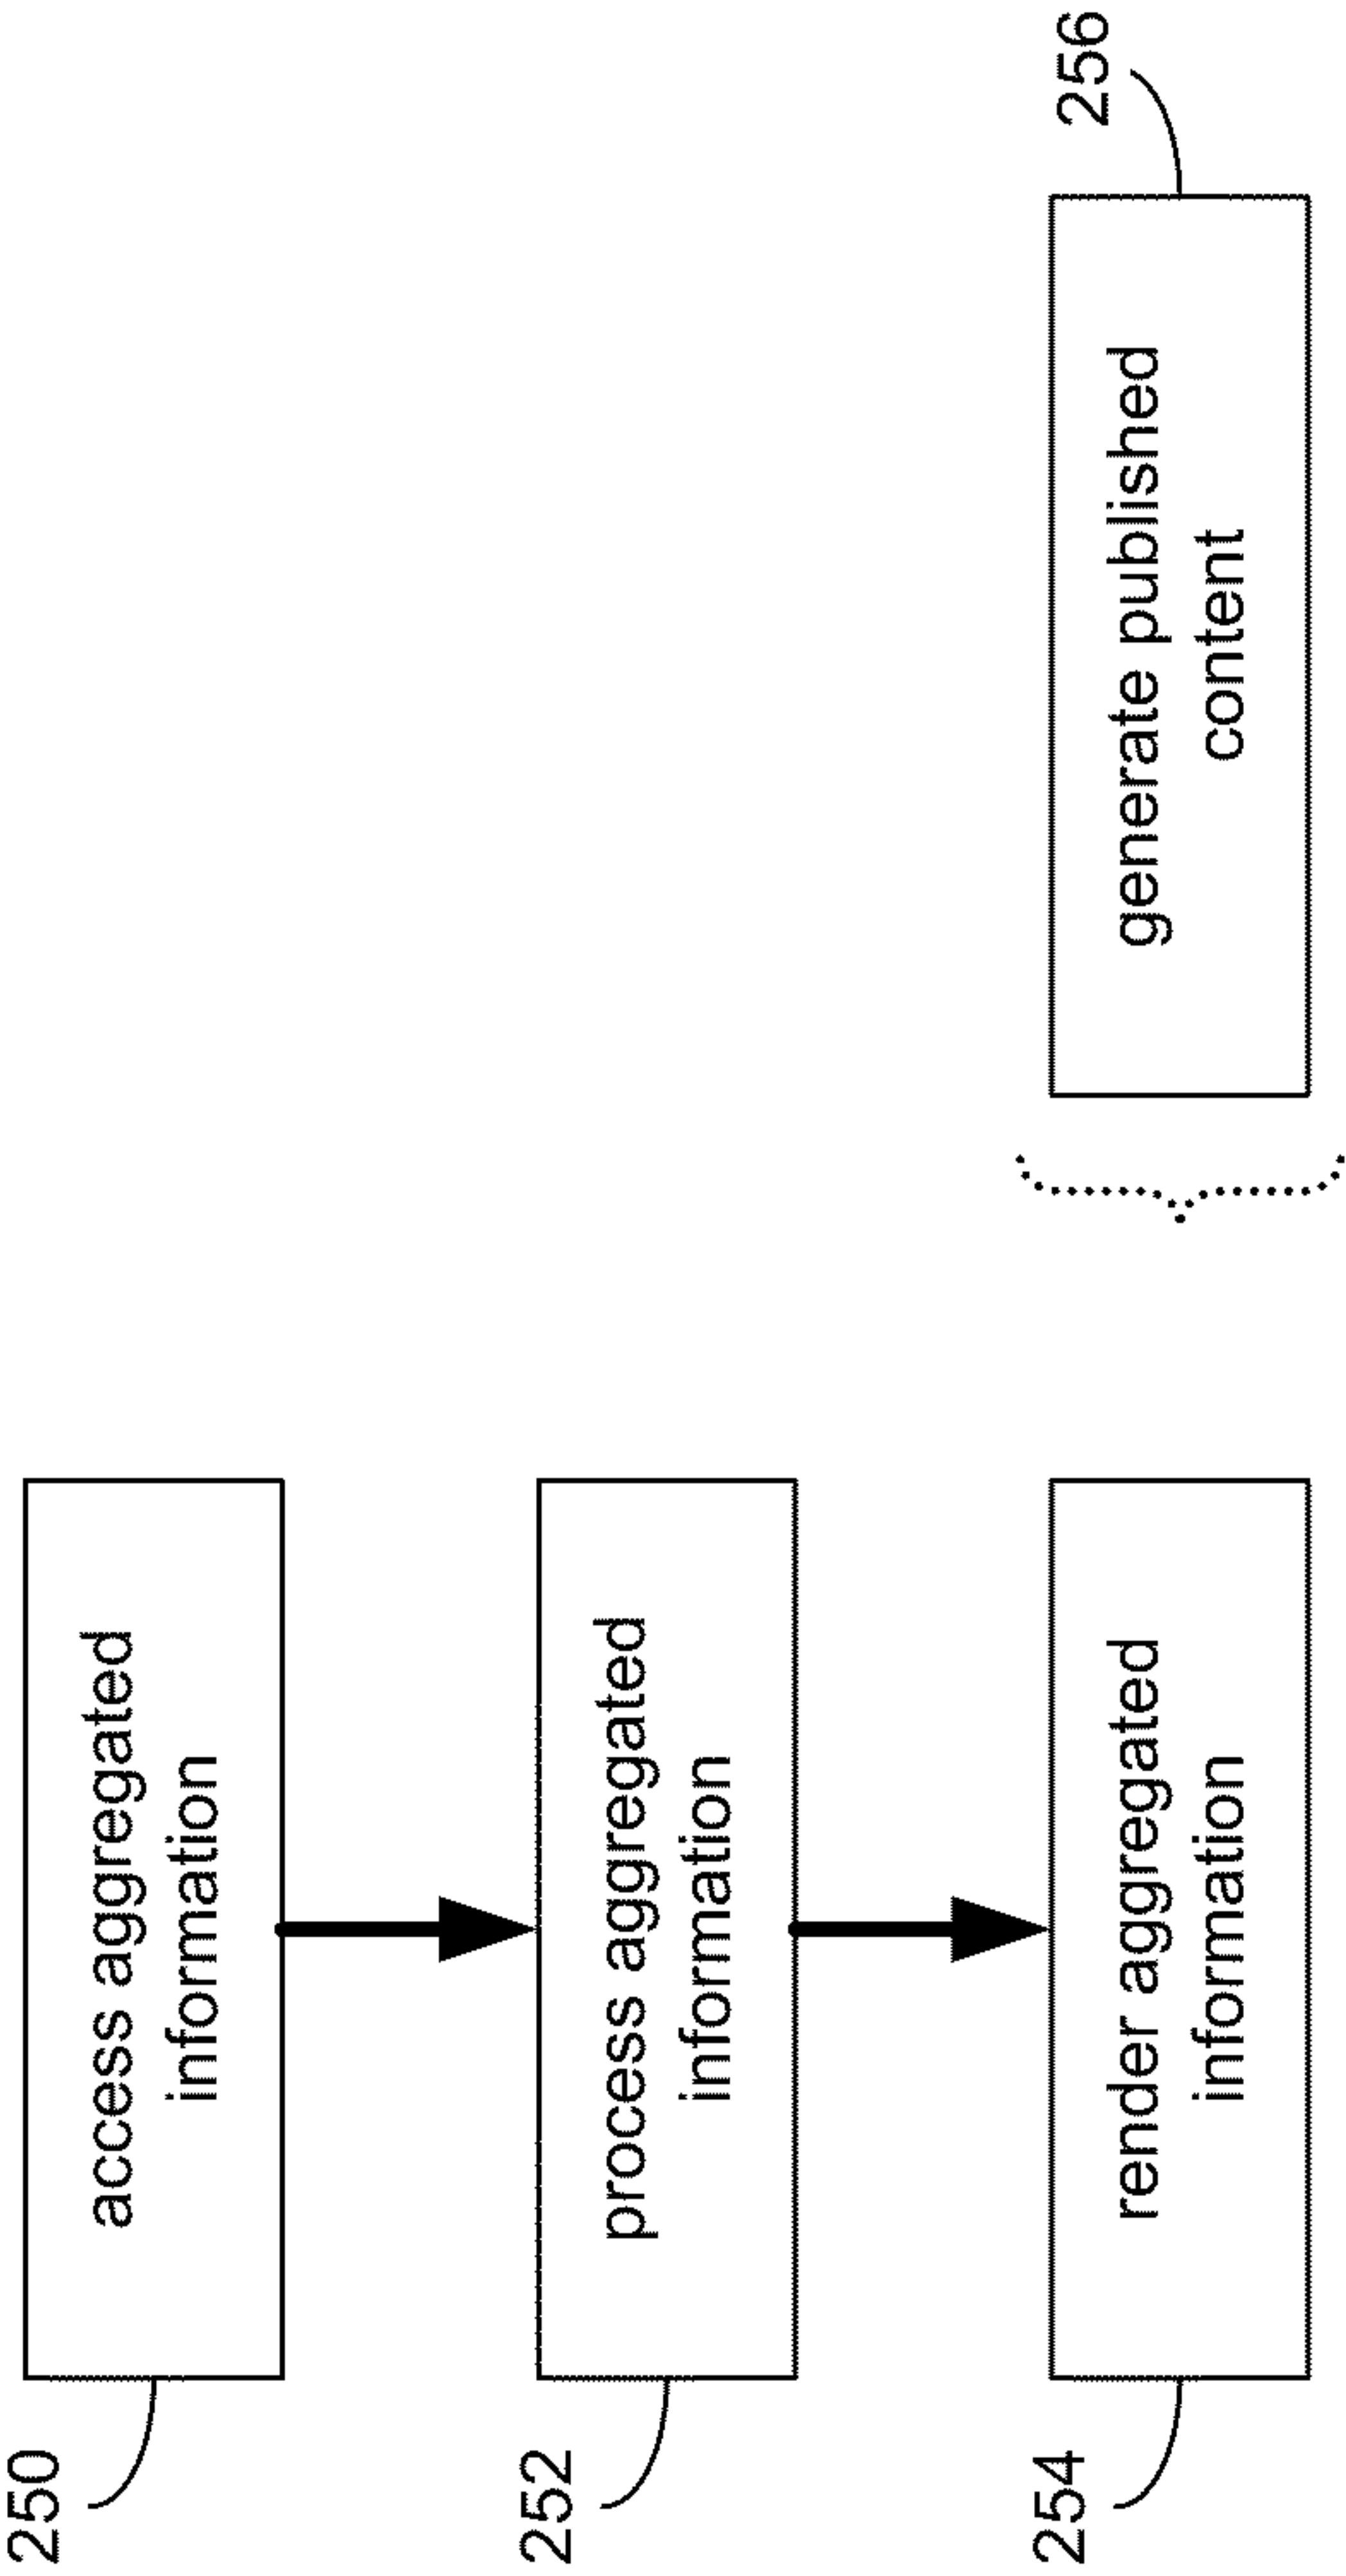 250
access aggregated
information
252
process aggregated
information
254
render aggregated
information
generate published
content
256